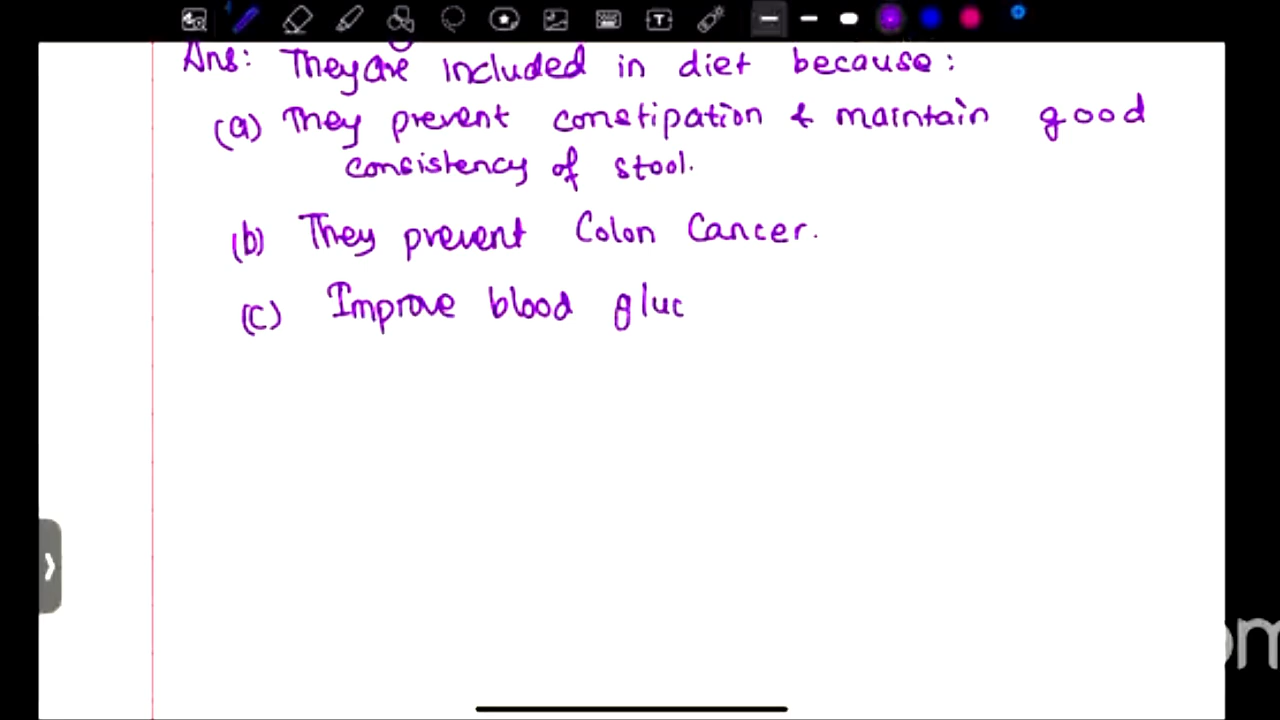 Ans: They are included in diet because:
(a) They prevent constipation & maintain good
consistency of stool.
(b) They prevent Colon Cancer.
(c) Improve blood gluc
om